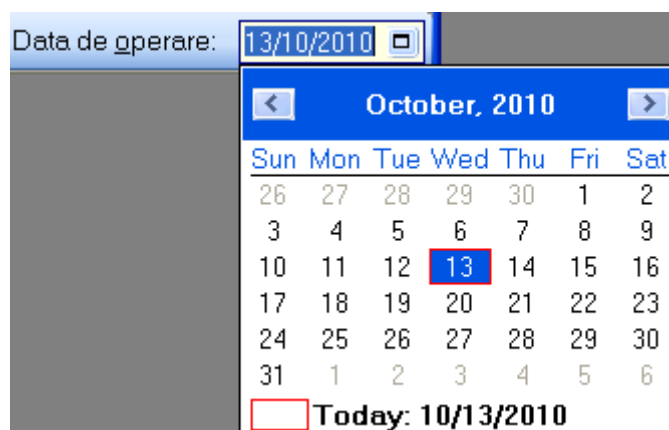 Data de operare: 13/10/2010
October, 2010
Sun Mon Tue Wed Thu Fri Sat
26 27 28 29 30 1 2
3 4 5 6 7 8 9
10 11 12 13 14 15 16
17 18 19 20 21 22 23
24 25 26 27 28 29 30
31 1 2 3 4 5 6
Today: 10/13/2010